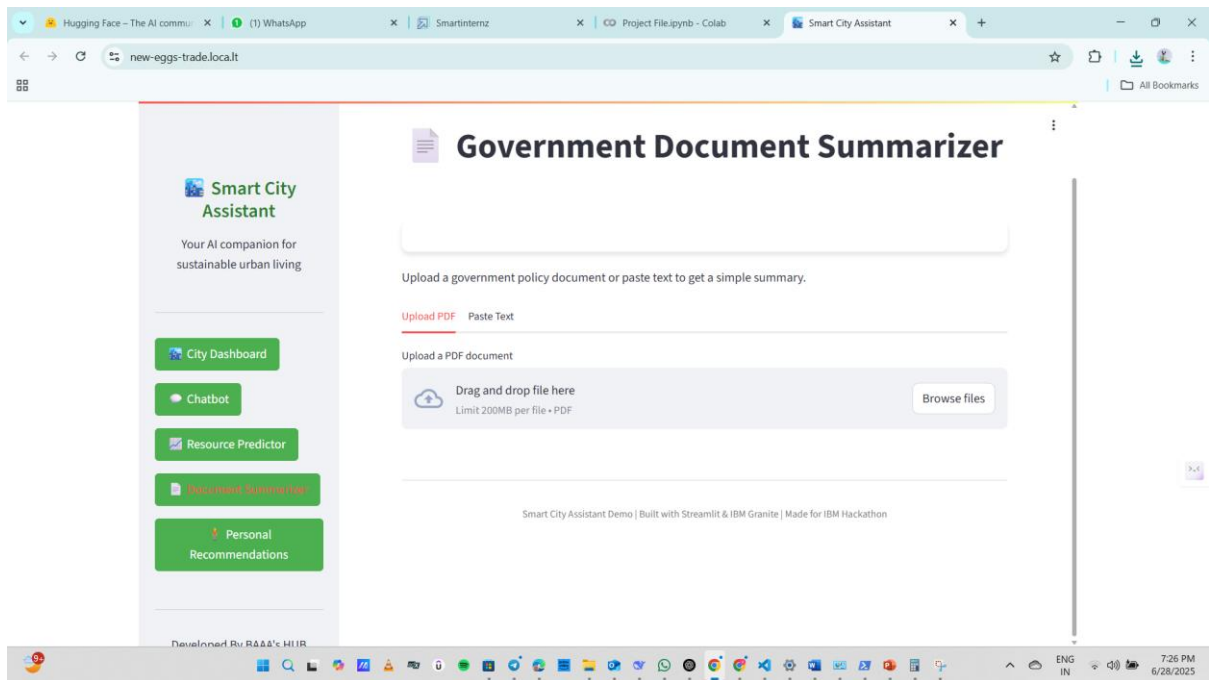 Hugging Face – The AI commu
(1) WhatsApp
Smartinternz
Project File.ipynb - Colab
Smart City Assistant
new-eggs-trade.loca.lt
All Bookmarks
Smart City
Assistant
Your AI companion for
sustainable urban living
City Dashboard
Chatbot
Resource Predictor
Document Summarizer
Personal
Recommendations
Developed By BAAA's HUB
Government Document Summarizer
Upload a government policy document or paste text to get a simple summary.
Upload PDF Paste Text
Upload a PDF document
Drag and drop file here
Limit 200MB per file • PDF
Browse files
Smart City Assistant Demo | Built with Streamlit & IBM Granite | Made for IBM Hackathon
9+
ENG
IN
7:26 PM
6/28/2025